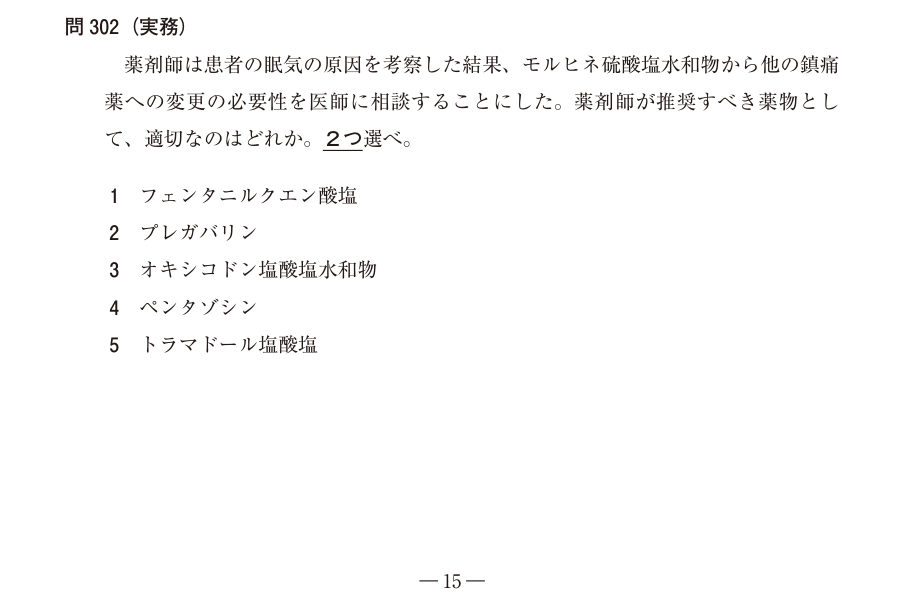 問 302（実務）
薬剤師は患者の眠気の原因を考察した結果、モルヒネ硫酸塩水和物から他の鎮痛
薬への変更の必要性を医師に相談することにした。薬剤師が推奨すべき薬物とし
て、適切なのはどれか。２つ選べ。
1 フェンタニルクエン酸塩
2 プレガバリン
3 オキシコドン塩酸塩水和物
4 ペンタゾシン
5 トラマドール塩酸塩
― 15 ―